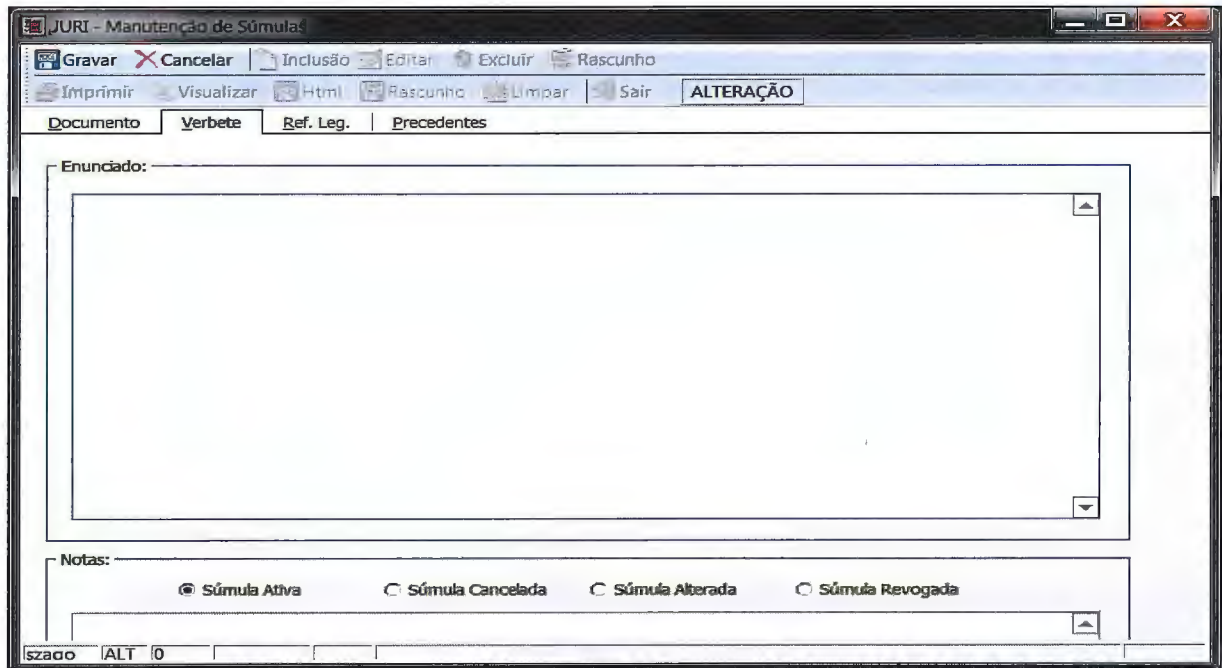 JURI - Manutenção de Súmulas
Gravar Cancelar Inclusão Editar Excluir Rascunho
Imprimir Visualizar Html Rascunho Limpar Sair ALTERAÇÃO
Documento Verbete Ref. Leg. Precedentes
Enunciado:
Notas:
Súmula Ativa Súmula Cancelada Súmula Alterada Súmula Revogada
szago ALT 0